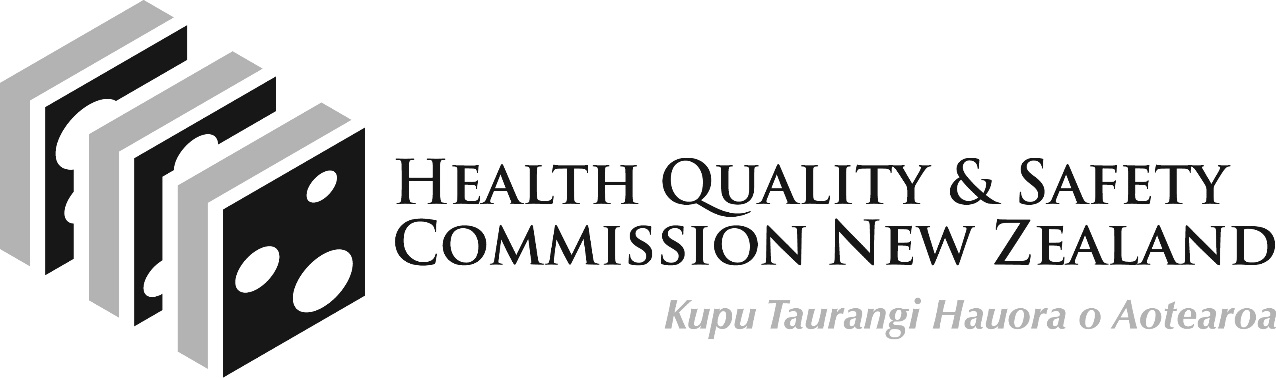 HEALTH QUALITY & SAFETY
COMMISSION NEW ZEALAND
Kupu Taurangi Hauora o Aotearoa